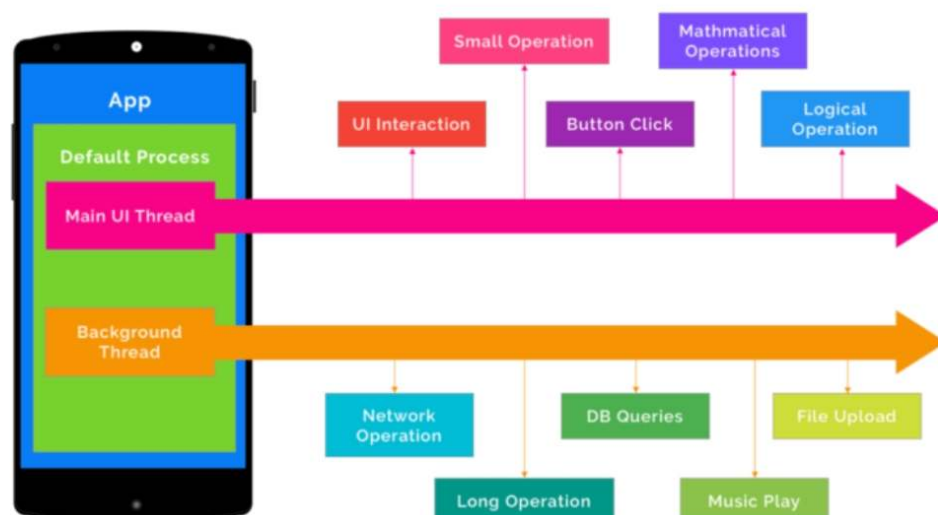 App
Default Process
Main UI Thread
Background
Thread
Small Operation
Mathmatical
Operations
UI Interaction
Button Click
Logical
Operation
Network
Operation
DB Queries
File Upload
Long Operation
Music Play